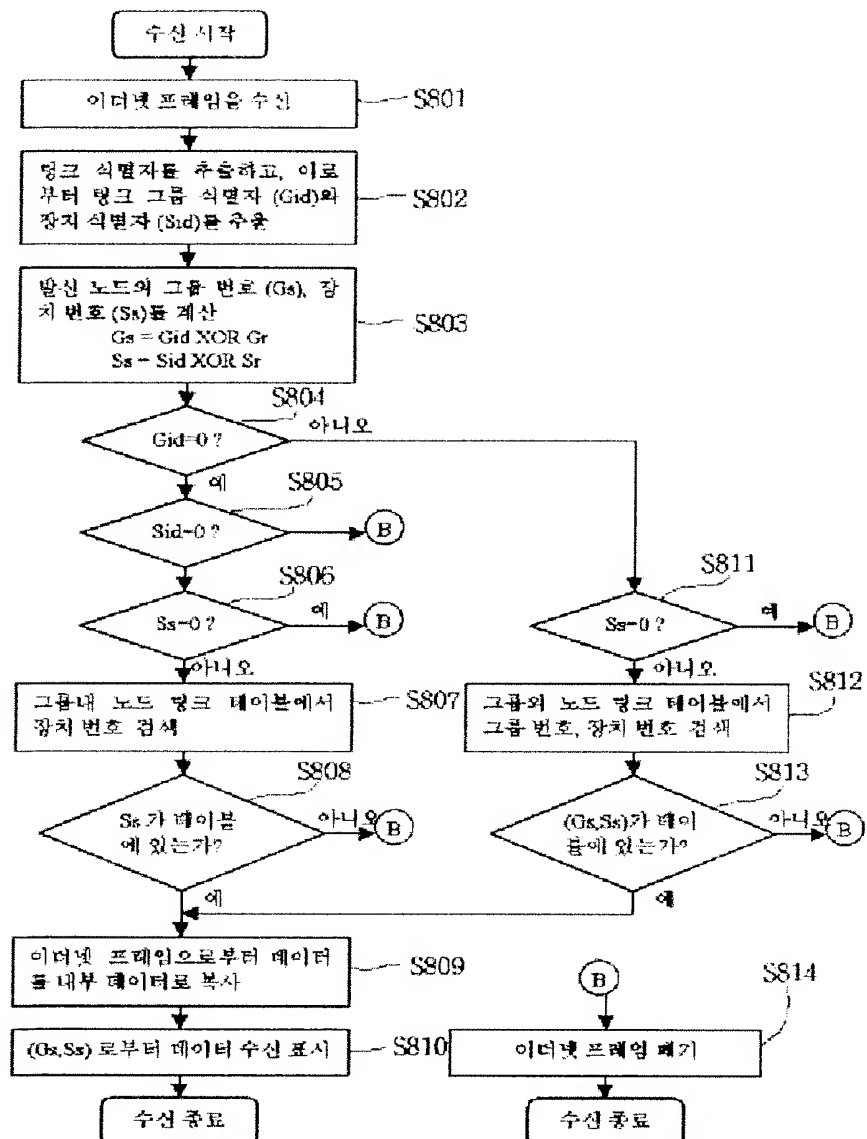 수신 시작
이더넷 프레임을 수신
S801
링크 식별자를 추출하고, 이로
부터 링크 그룹 식별자 (Gid)와
장치 식별자 (Sid)를 추출
S802
발신 노드의 그룹 번호 (Gs), 장
치 번호 (Ss)를 계산
Gs = Gid XOR Gr
Ss = Sid XOR Sr
S803
S804
Gid=0 ?
아니오
예
S805
Sid=0 ?
B
S806
Ss=0 ?
예
B
아니오
S811
Ss=0 ?
예
B
아니오
그룹내 노드 링크 테이블에서
장치 번호 검색
S807
그룹외 노드 링크 테이블에서
그룹 번호, 장치 번호 검색
S812
S808
Ss 가 테이블
에 있는가?
아니오
B
예
S813
(Gs,Ss)가 테이
블에 있는가?
아니오
B
예
이더넷 프레임으로부터 데이터
를 내부 데이터로 복사
S809
(Gs,Ss) 로부터 데이터 수신 표시
S810
수신 종료
B
S814
이더넷 프레임 폐기
수신 종료